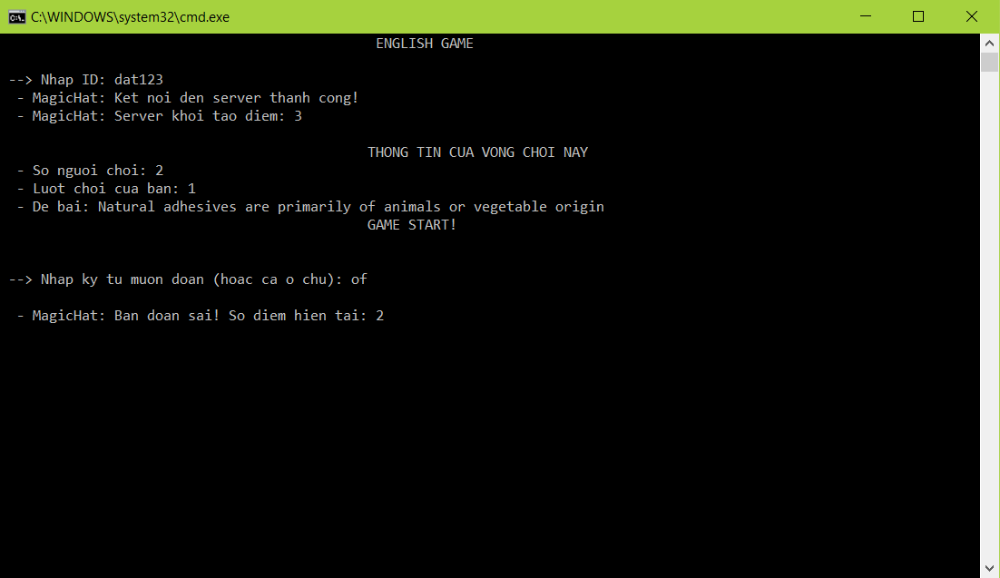 C:\WINDOWS\system32\cmd.exe
ENGLISH GAME
--> Nhap ID: dat123
- MagicHat: Ket noi den server thanh cong!
- MagicHat: Server khoi tao diem: 3
THONG TIN CUA VONG CHOI NAY
- So nguoi choi: 2
- Luot choi cua ban: 1
- De bai: Natural adhesives are primarily of animals or vegetable origin
GAME START!
--> Nhap ky tu muon doan (hoac ca o chu): of
- MagicHat: Ban doan sai! So diem hien tai: 2